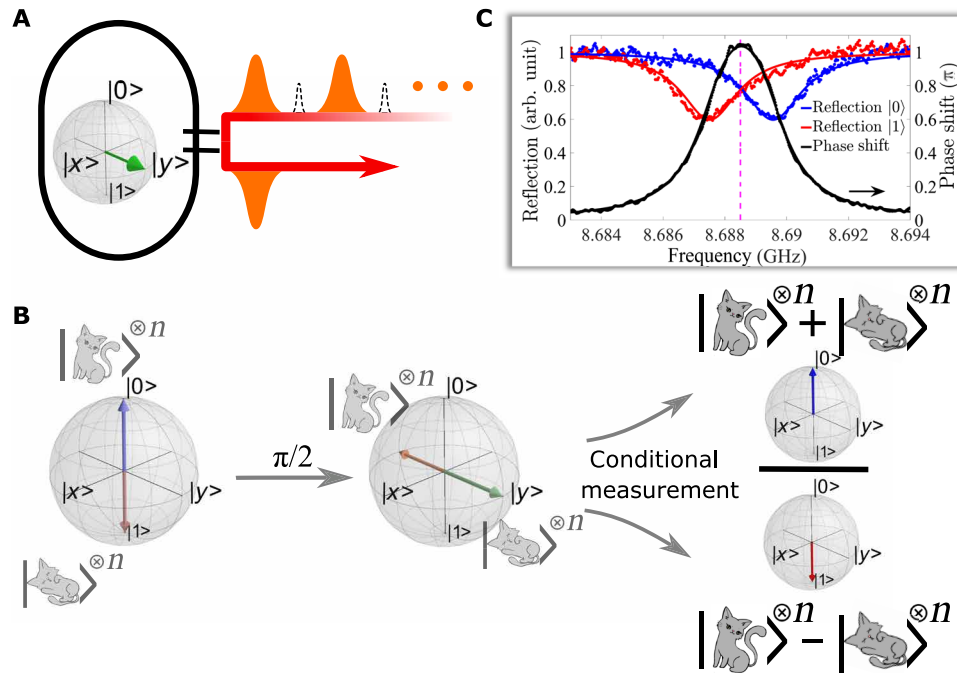 A
|0>
|x>
|y>
|1>
C
Reflection (arb. unit)
1
0.8
0.6
0.4
0.2
0
8.684
8.686
8.688
8.69
8.692
8.694
Frequency (GHz)
1
0.8
0.6
0.4
0.2
0
Phase shift (π)
Reflection |0⟩
Reflection |1⟩
Phase shift
B
| ⟩⊗n
|0>
|x>
|y>
|1>
| ⟩⊗n
π/2
| ⟩⊗n
|0>
|x>
|y>
|1>
| ⟩⊗n
Conditional
measurement
| ⟩⊗n + | ⟩⊗n
|0>
|x>
|y>
|1>
|0>
|x>
|y>
|1>
| ⟩⊗n − | ⟩⊗n